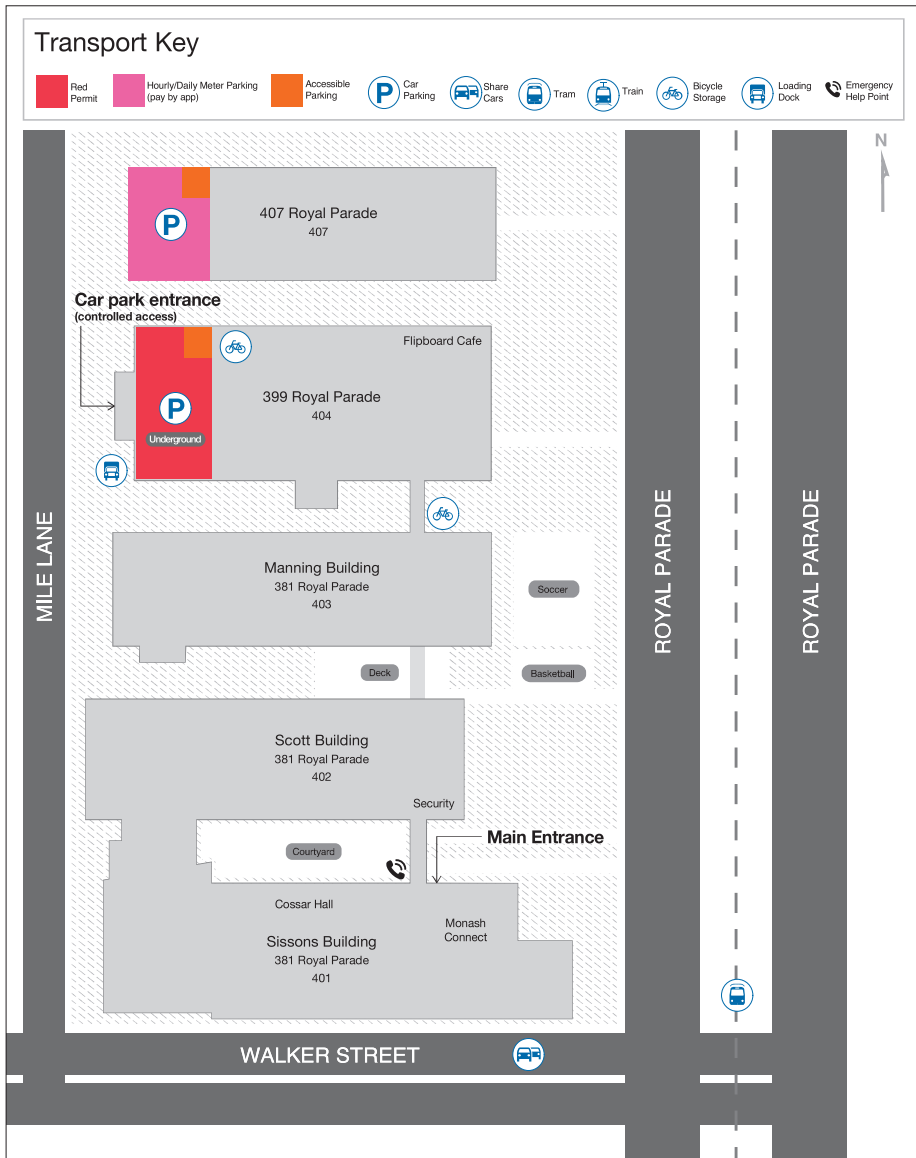 Transport Key
Red
Permit
Hourly/Daily Meter Parking
(pay by app)
Accessible
Parking
P
Car
Parking
Share
Cars
Tram
Train
Bicycle
Storage
Loading
Dock
Emergency
Help Point
N
407 Royal Parade
407
P
Car park entrance
(controlled access)
Flipboard Cafe
399 Royal Parade
404
P
Underground
MILE LANE
ROYAL PARADE
ROYAL PARADE
Manning Building
381 Royal Parade
403
Soccer
Deck
Basketball
Scott Building
381 Royal Parade
402
Security
Main Entrance
Courtyard
Cossar Hall
Monash
Connect
Sissons Building
381 Royal Parade
401
WALKER STREET